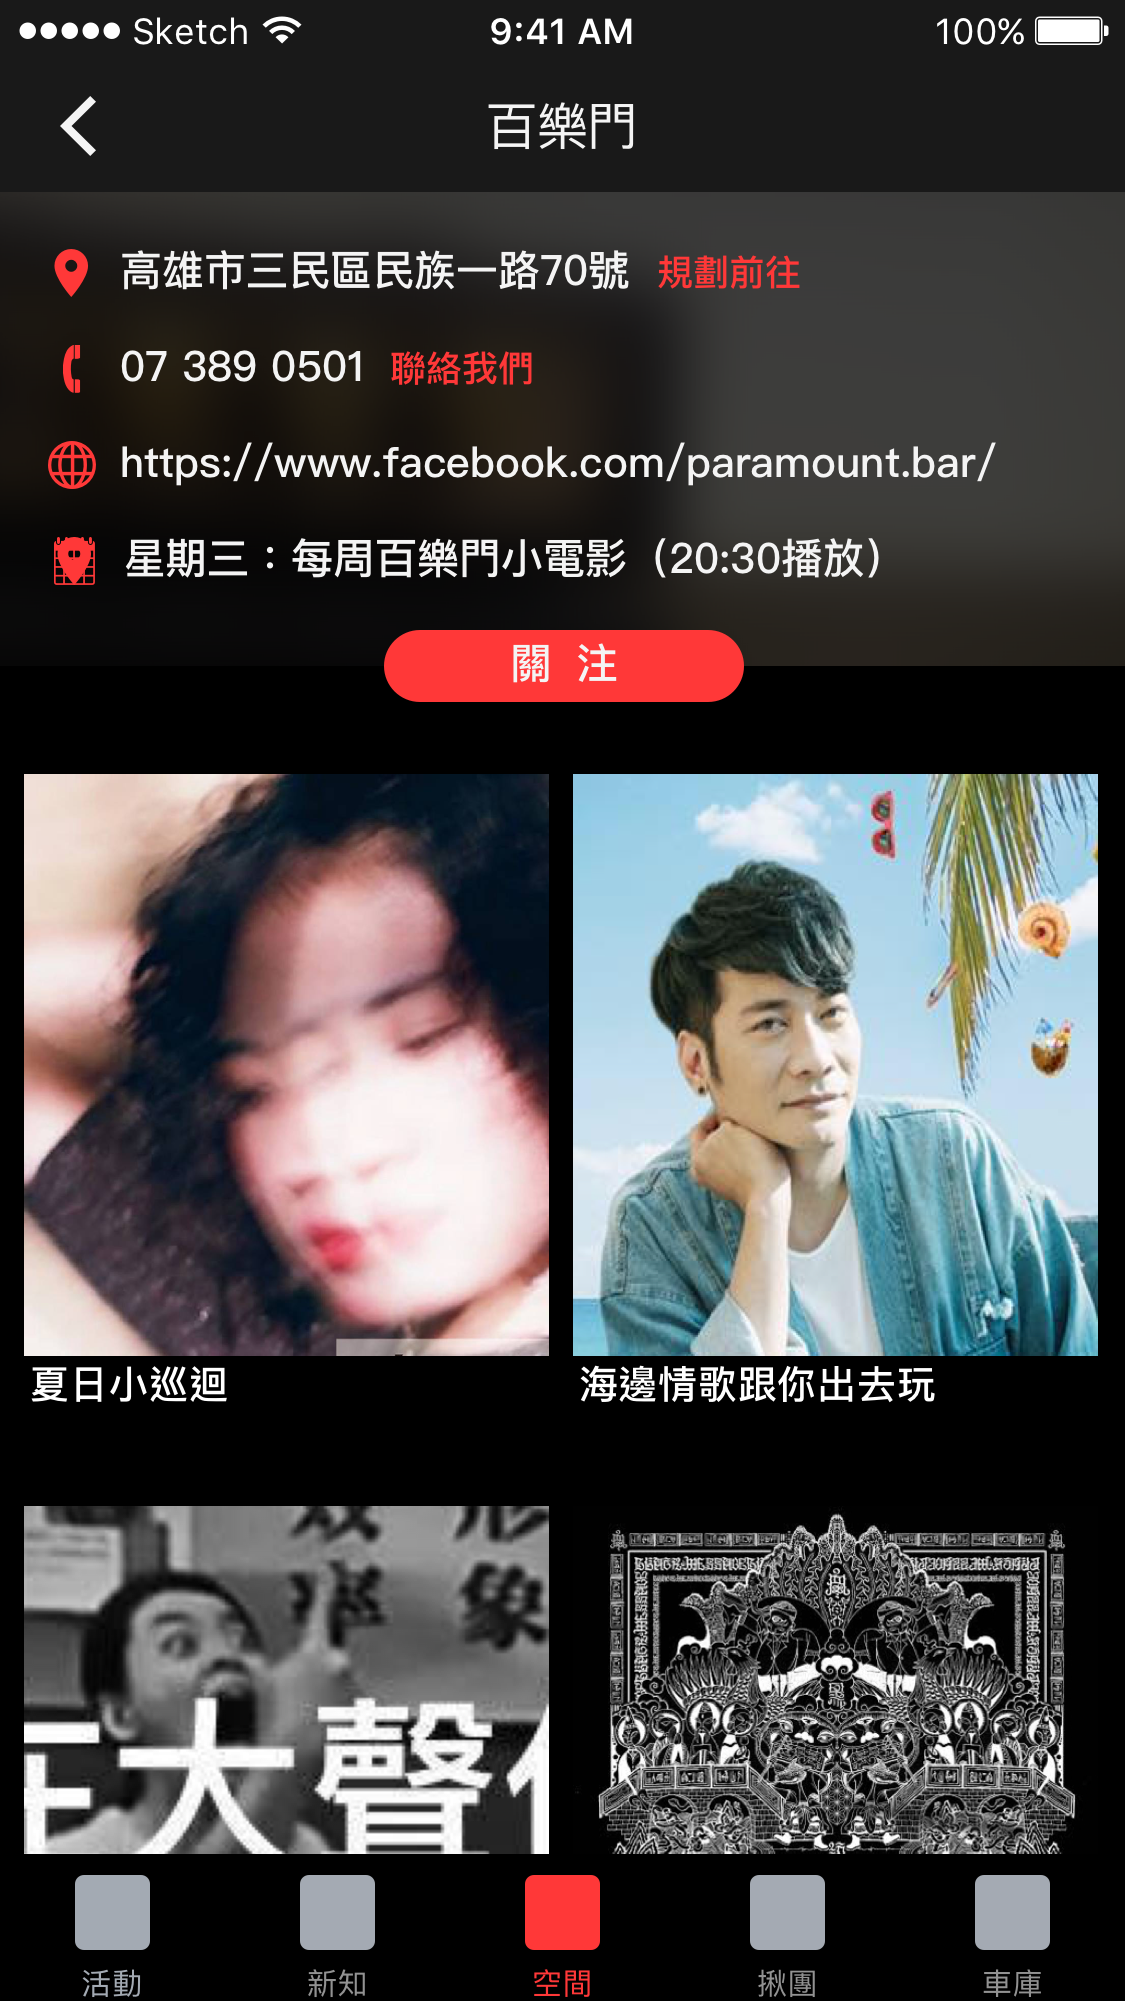 Sketch 9:41 AM 100%
百樂門
高雄市三民區民族一路70號 規劃前往
07 389 0501 聯絡我們
https://www.facebook.com/paramount.bar/
星期三：每周百樂門小電影（20:30播放）
關 注
夏日小巡迴
海邊情歌跟你出去玩
大聲
活動 新知 空間 揪團 車庫